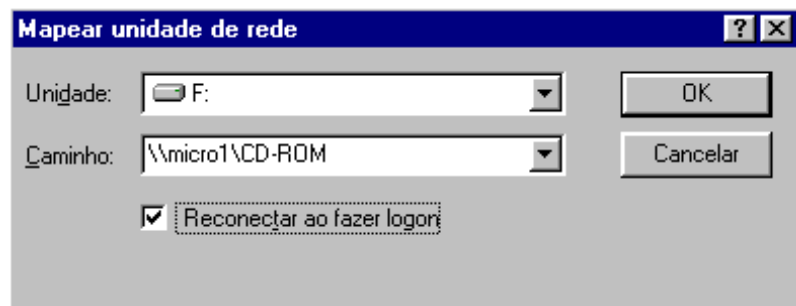 Mapear unidade de rede
Unidade: F: OK
Caminho: \\micro1\CD-ROM Cancelar
Reconectar ao fazer logon